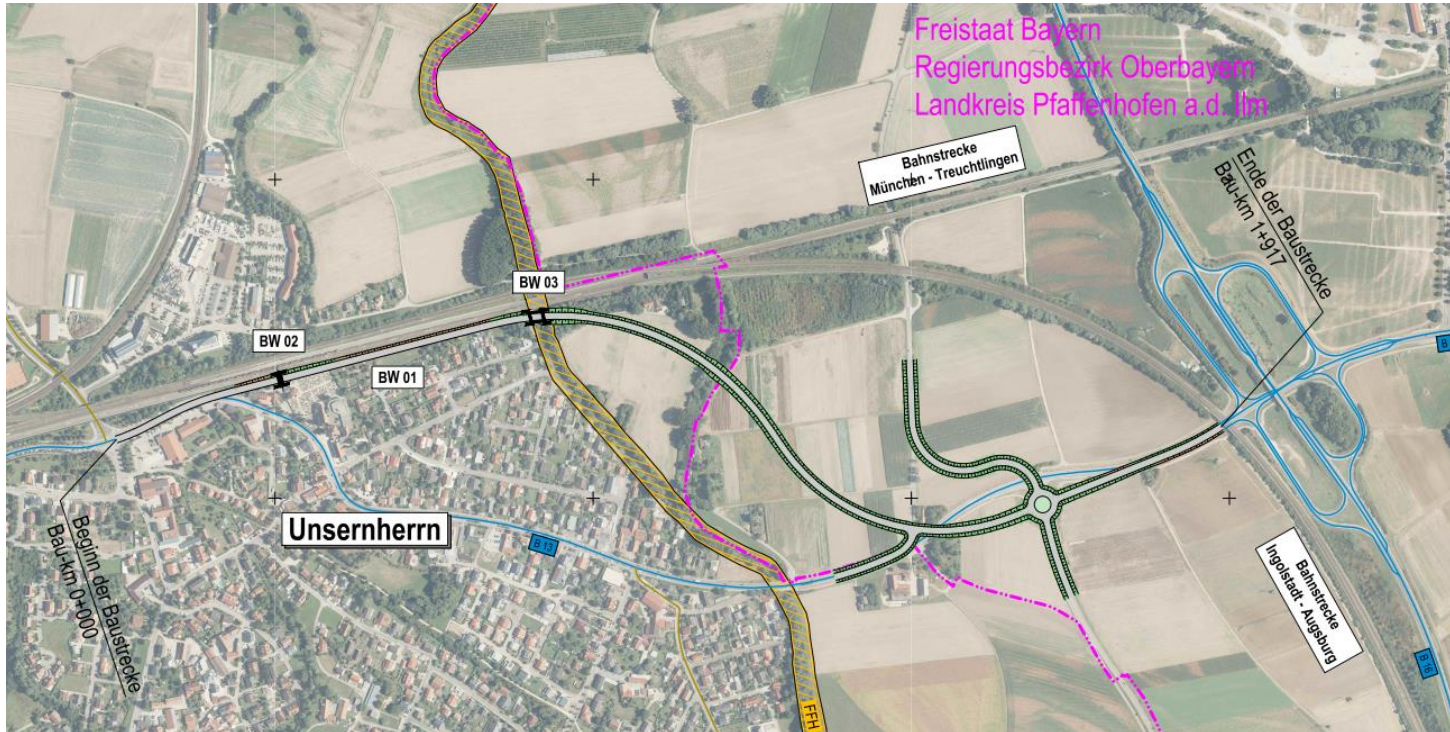 Freistaat Bayern
Regierungsbezirk Oberbayern
Landkreis Pfaffenhofen a.d. Ilm
Bahnstrecke
München - Treuchtlingen
Ende der Baustrecke
Bau-km 1+917
BW 03
BW 02
BW 01
B
Unsernherrn
B 13
Beginn der Baustrecke
Bau-km 0+000
Bahnstrecke
Ingolstadt - Augsburg
B 16
FFH